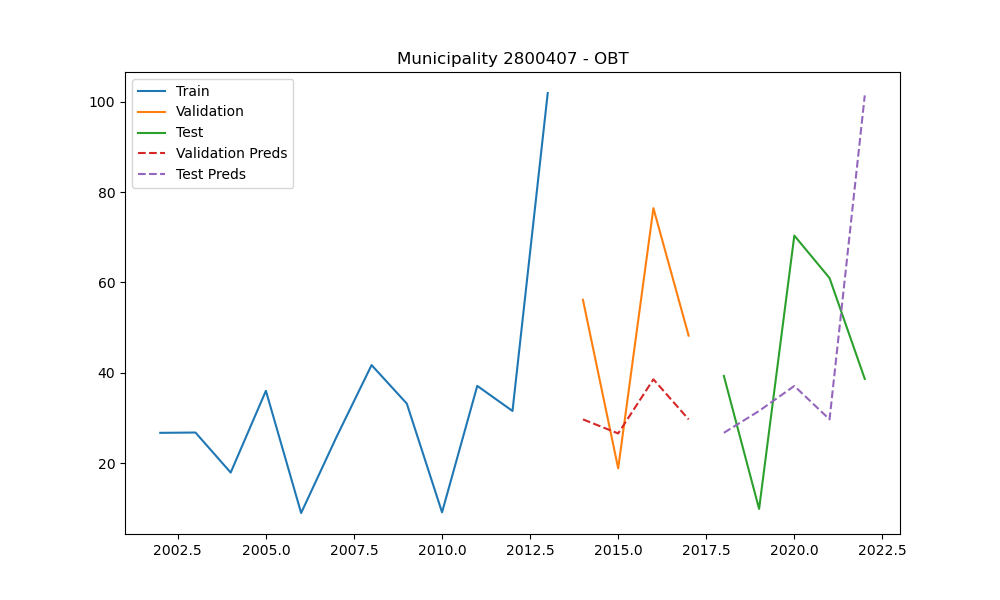 Municipality 2800407 - OBT
Train
Validation
Test
Validation Preds
Test Preds
100
80
60
40
20
2002.5 2005.0 2007.5 2010.0 2012.5 2015.0 2017.5 2020.0 2022.5